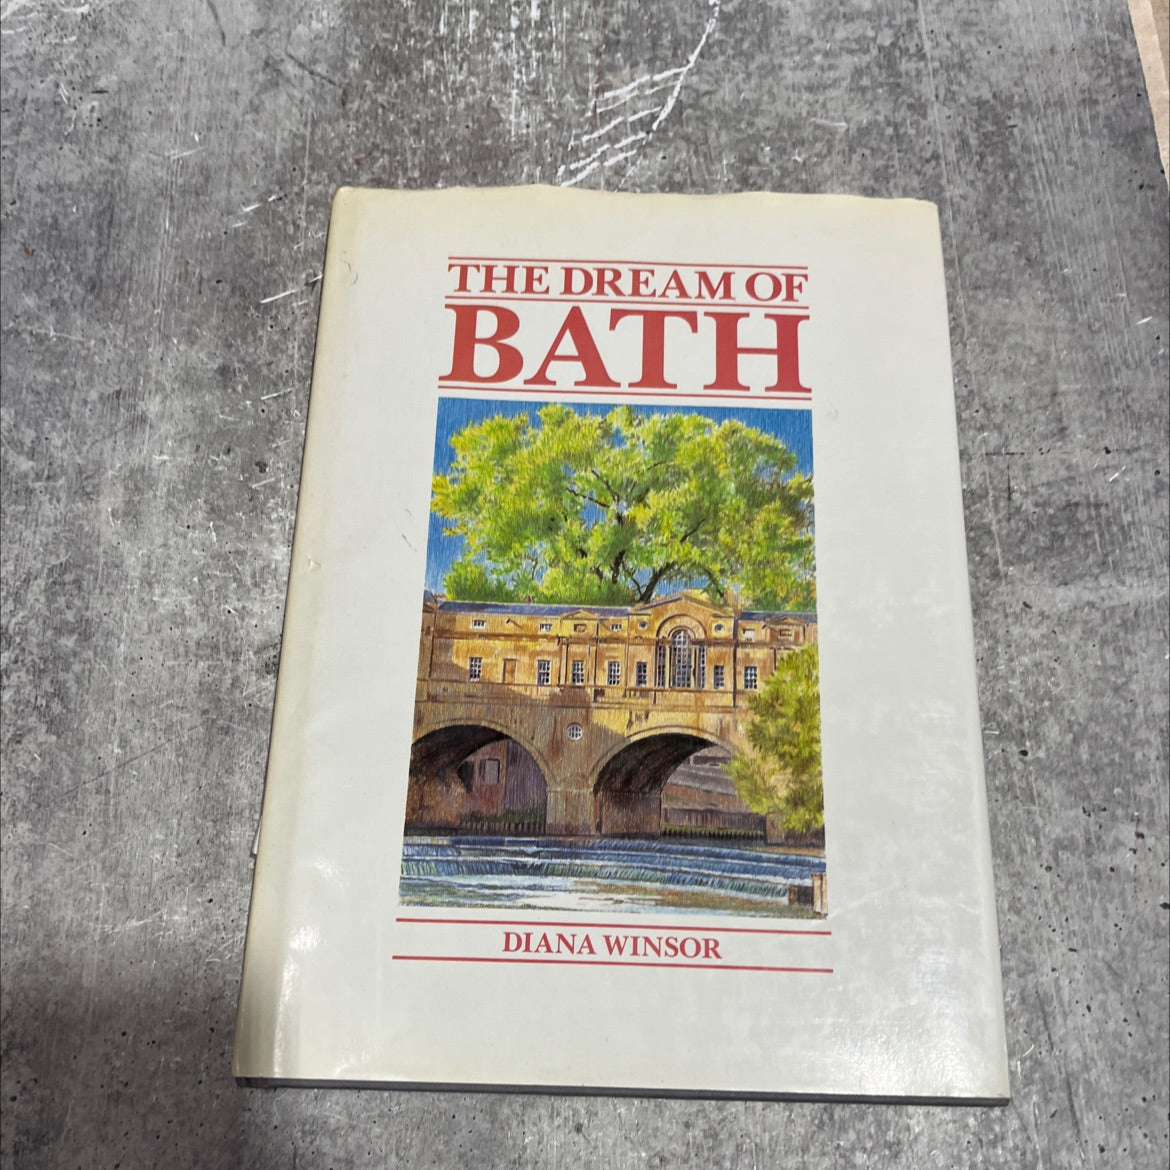 THE DREAM OF
BATH
DIANA WINSOR